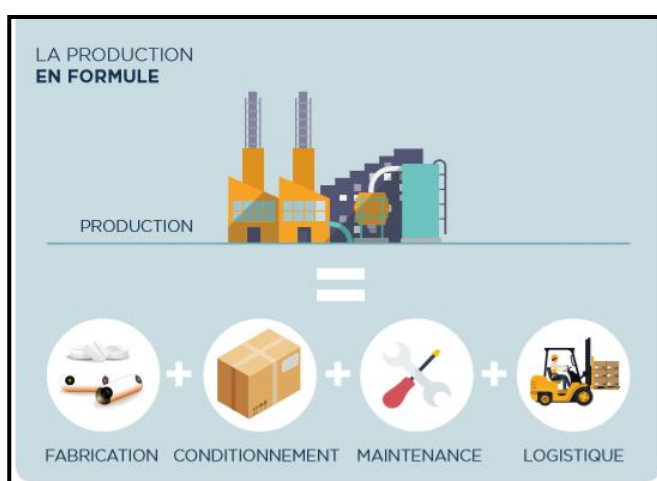 LA PRODUCTION
EN FORMULE
PRODUCTION
=
+ + +
FABRICATION CONDITIONNEMENT MAINTENANCE LOGISTIQUE